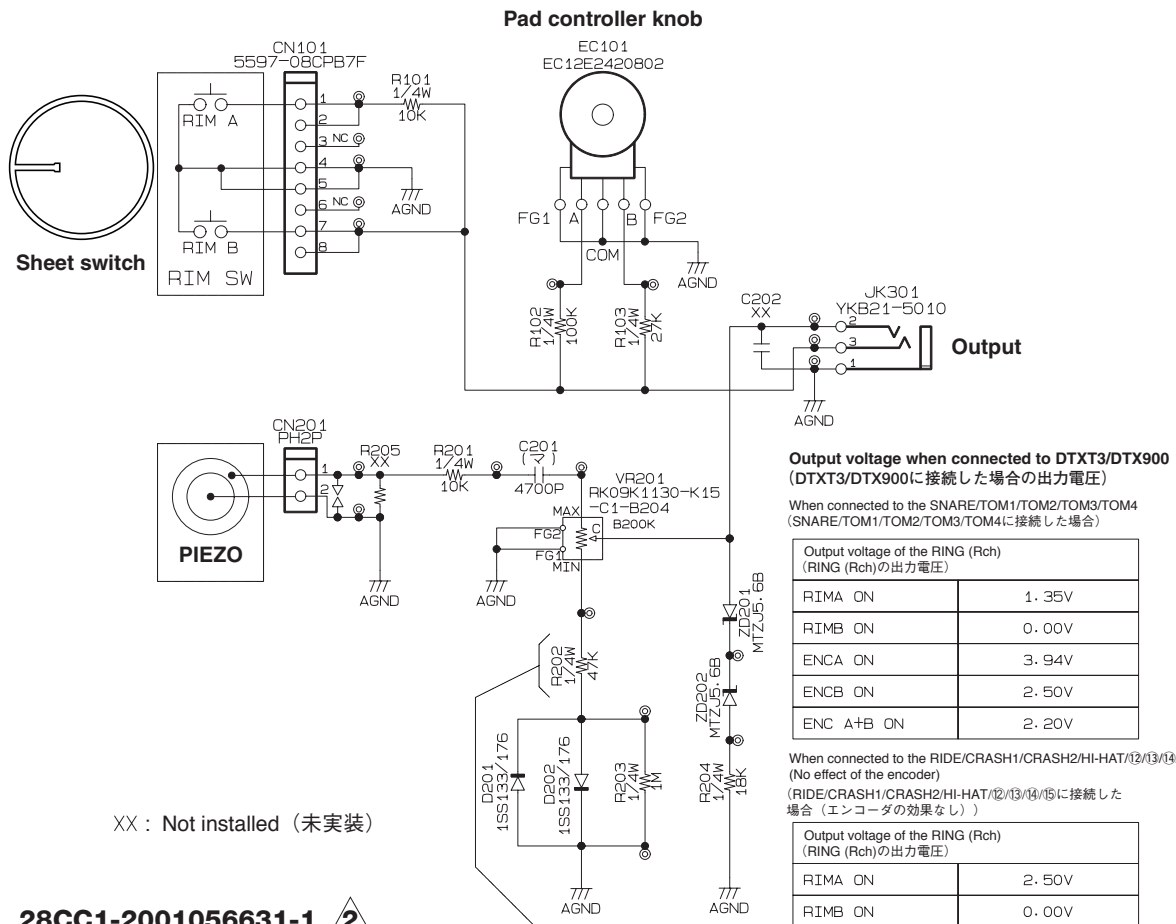 Pad controller knob
CN101
5597-08CPB7F
EC101
EC12E2420802
R101
1/4W
10K
RIM A
1
2
3 NC
4
5
6 NC
7
8
AGND
RIM B
RIM SW
Sheet switch
FG1 A B FG2
COM
AGND
R102
1/4W
100K
R103
1/4W
27K
C202
XX
JK301
YKB21-5010
2
3
1
Output
AGND
CN201
PH2P
1
2
R205
XX
R201
1/4W
10K
C201
(マ)
4700P
VR201
RK09K1130-K15
-C1-B204
B200K
MAX
C
FG2
FG1
MIN
PIEZO
AGND
AGND
R202
1/4W
47K
ZD201
MTZJ5.6B
ZD202
MTZJ5.6B
D201
1SS133/176
D202
1SS133/176
R203
1/4W
1M
R204
1/4W
18K
AGND
AGND
XX : Not installed（未実装）
28CC1-2001056631-1 2
Output voltage when connected to DTXT3/DTX900
（DTXT3/DTX900に接続した場合の出力電圧）
When connected to the SNARE/TOM1/TOM2/TOM3/TOM4
（SNARE/TOM1/TOM2/TOM3/TOM4に接続した場合）
Output voltage of the RING (Rch)
（RING (Rch)の出力電圧）
RIMA ON 1.35V
RIMB ON 0.00V
ENCA ON 3.94V
ENCB ON 2.50V
ENC A+B ON 2.20V
When connected to the RIDE/CRASH1/CRASH2/HI-HAT/⑫/⑬/⑭
(No effect of the encoder)
（RIDE/CRASH1/CRASH2/HI-HAT/⑫/⑬/⑭/⑮に接続した
場合（エンコーダの効果なし））
Output voltage of the RING (Rch)
（RING (Rch)の出力電圧）
RIMA ON 2.50V
RIMB ON 0.00V